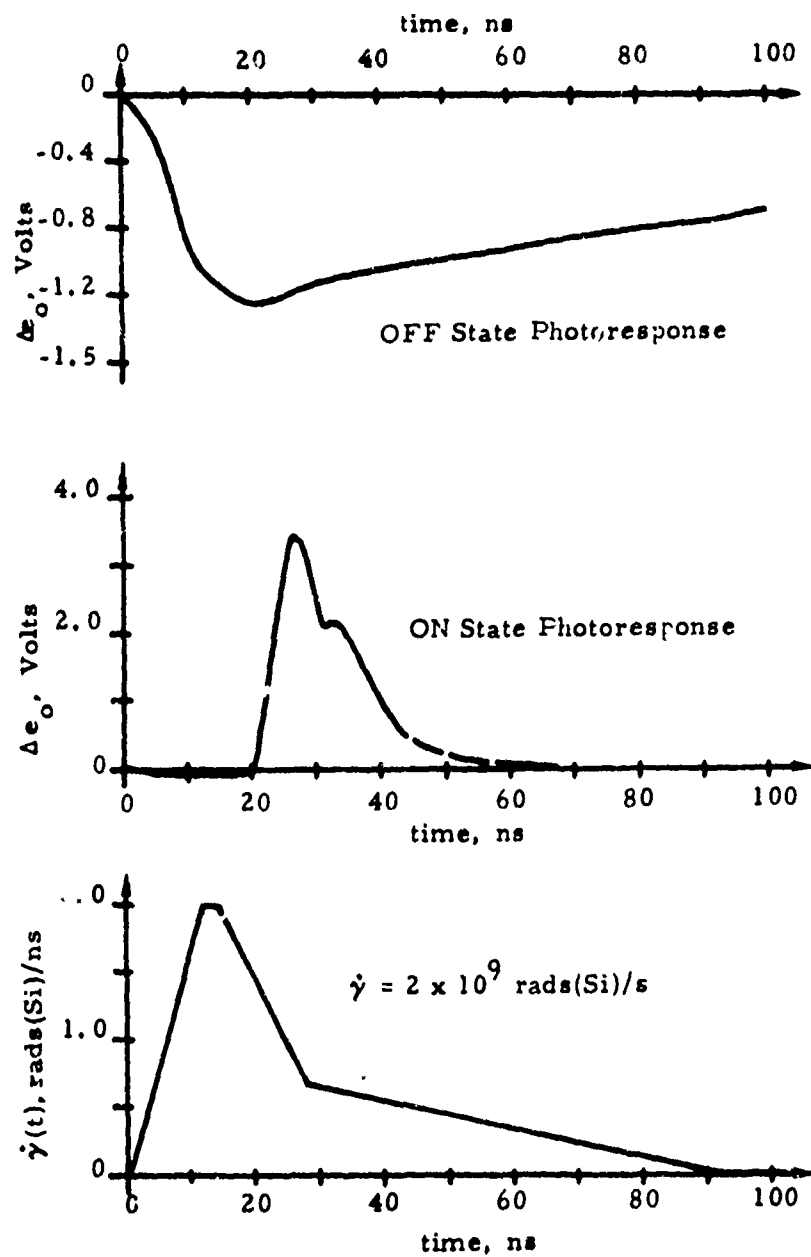 time, ns
0 20 40 60 80 100
0
-0.4
-0.8
-1.2
-1.5
Δe₀, Volts
OFF State Photoresponse
4.0
2.0
0
Δe₀, Volts
ON State Photoresponse
0 20 40 60 80 100
time, ns
1.0
0
γ̇(t), rads(Si)/ns
γ̇ = 2 x 10⁹ rads(Si)/s
20 40 60 80 100
time, ns